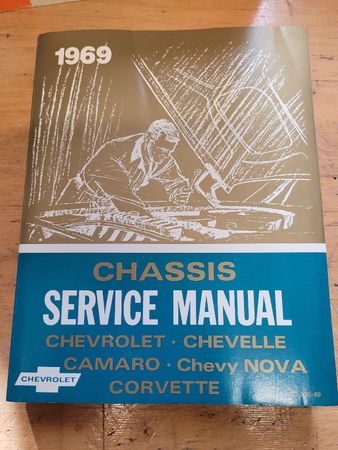 1969
CHASSIS
SERVICE MANUAL
CHEVROLET · CHEVELLE
CAMARO · Chevy NOVA
CORVETTE
CHEVROLET